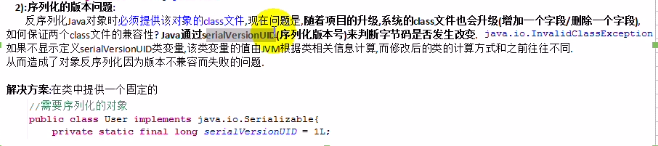 2):序列化的版本问题:
反序列化Java对象时必须提供该对象的class文件,现在问题是,随着项目的升级,系统的class文件也会升级(增加一个字段/删除一个字段),
如何保证两个class文件的兼容性? Java通过serialVersionUID(序列化版本号)来判断字节码是否发生改变. java.io.InvalidClassException
如果不显示定义serialVersionUID类变量,该类变量的值由JVM根据类相关信息计算,而修改后的类的计算方式和之前往往不同.
从而造成了对象反序列化因为版本不兼容而失败的问题.
解决方案:在类中提供一个固定的
//需要序列化的对象
public class User implements java.io.Serializable{
private static final long serialVersionUID = 1L;